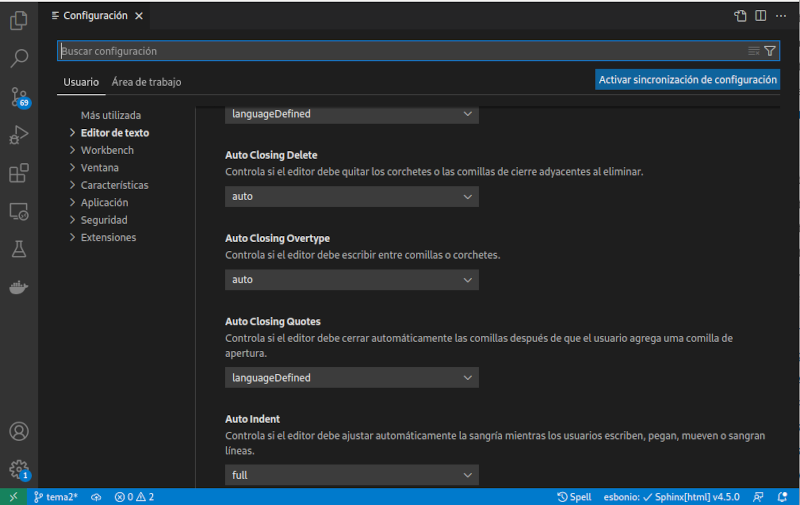 Configuración
Buscar configuración
Usuario Área de trabajo
Activar sincronización de configuración
Más utilizada
Editor de texto
Workbench
Ventana
Características
Aplicación
Seguridad
Extensiones
languageDefined
Auto Closing Delete
Controla si el editor debe quitar los corchetes o las comillas de cierre adyacentes al eliminar.
auto
Auto Closing Overtype
Controla si el editor debe escribir entre comillas o corchetes.
auto
Auto Closing Quotes
Controla si el editor debe cerrar automáticamente las comillas después de que el usuario agrega uma comilla de
apertura.
languageDefined
Auto Indent
Controla si el editor debe ajustar automáticamente la sangría mientras los usuarios escriben, pegan, mueven o sangran
líneas.
full
69
1
tema2* 0 2 Spell esbonio: Sphinx[html] v4.5.0